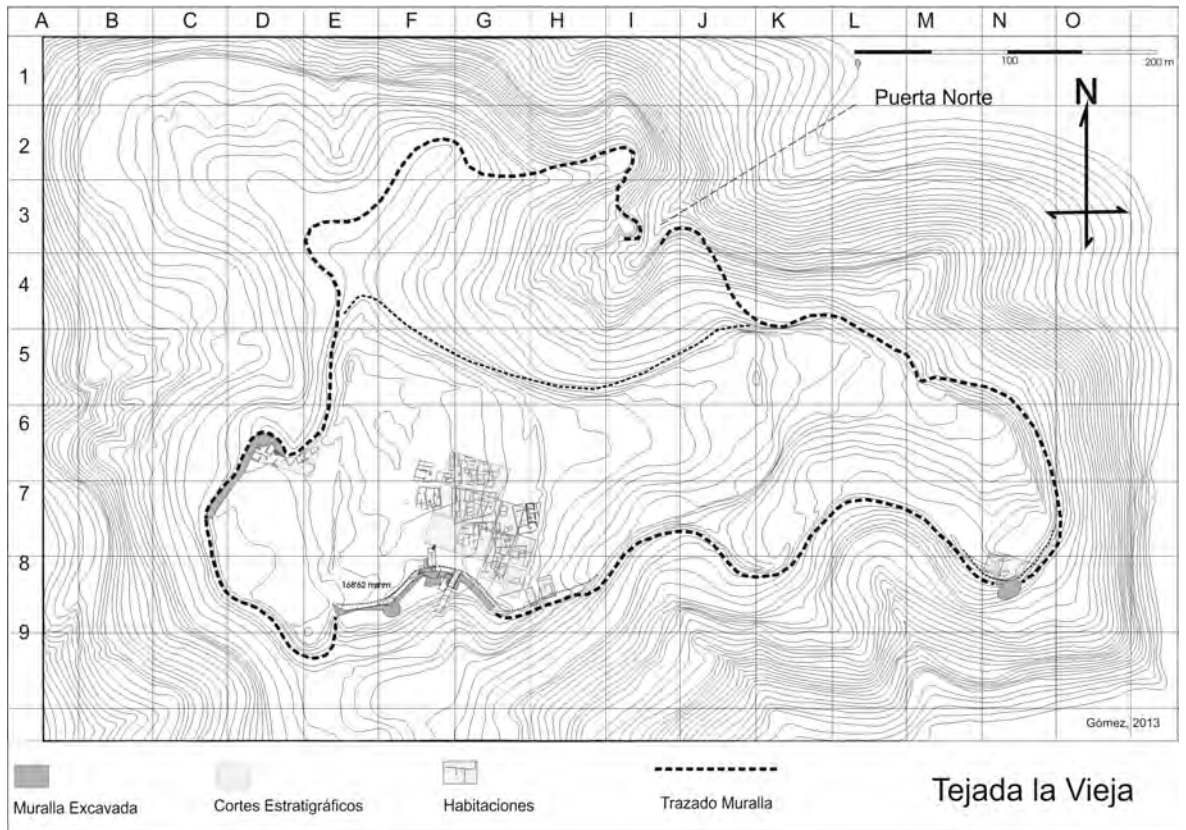 A B C D E F G H I J K L M N O
1
0 100 200 m
Puerta Norte N
2
3
4
5
6
7
8
168'62 msnm
9
Gómez, 2013
Muralla Excavada
Cortes Estratigráficos
Habitaciones
Trazado Muralla
Tejada la Vieja